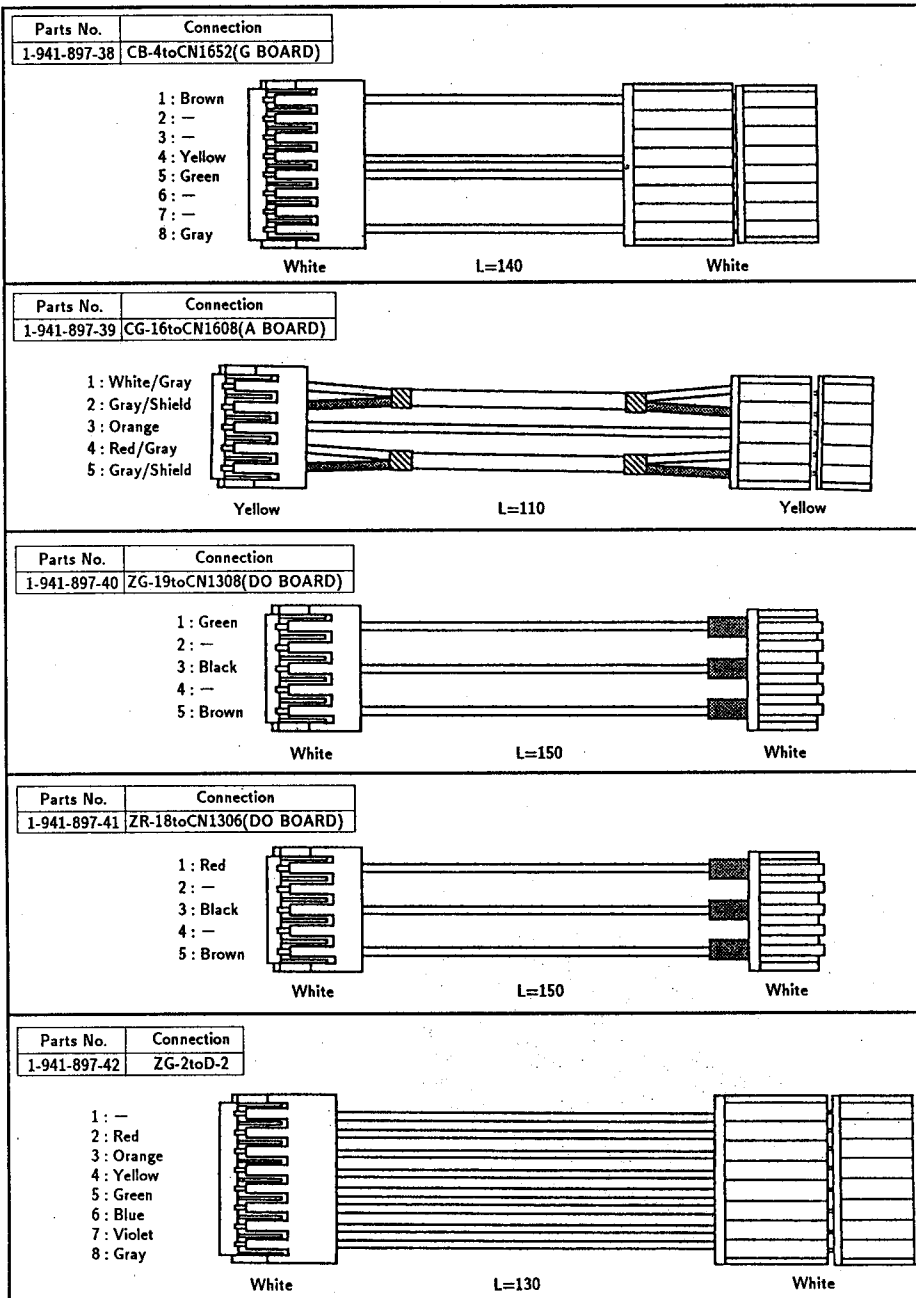 Parts No. Connection
1-941-897-38 CB-4toCN1652(G BOARD)
1 : Brown
2 : —
3 : —
4 : Yellow
5 : Green
6 : —
7 : —
8 : Gray
White L=140 White
Parts No. Connection
1-941-897-39 CG-16toCN1608(A BOARD)
1 : White/Gray
2 : Gray/Shield
3 : Orange
4 : Red/Gray
5 : Gray/Shield
Yellow L=110 Yellow
Parts No. Connection
1-941-897-40 ZG-19toCN1308(DO BOARD)
1 : Green
2 : —
3 : Black
4 : —
5 : Brown
White L=150 White
Parts No. Connection
1-941-897-41 ZR-18toCN1306(DO BOARD)
1 : Red
2 : —
3 : Black
4 : —
5 : Brown
White L=150 White
Parts No. Connection
1-941-897-42 ZG-2toD-2
1 : —
2 : Red
3 : Orange
4 : Yellow
5 : Green
6 : Blue
7 : Violet
8 : Gray
White L=130 White